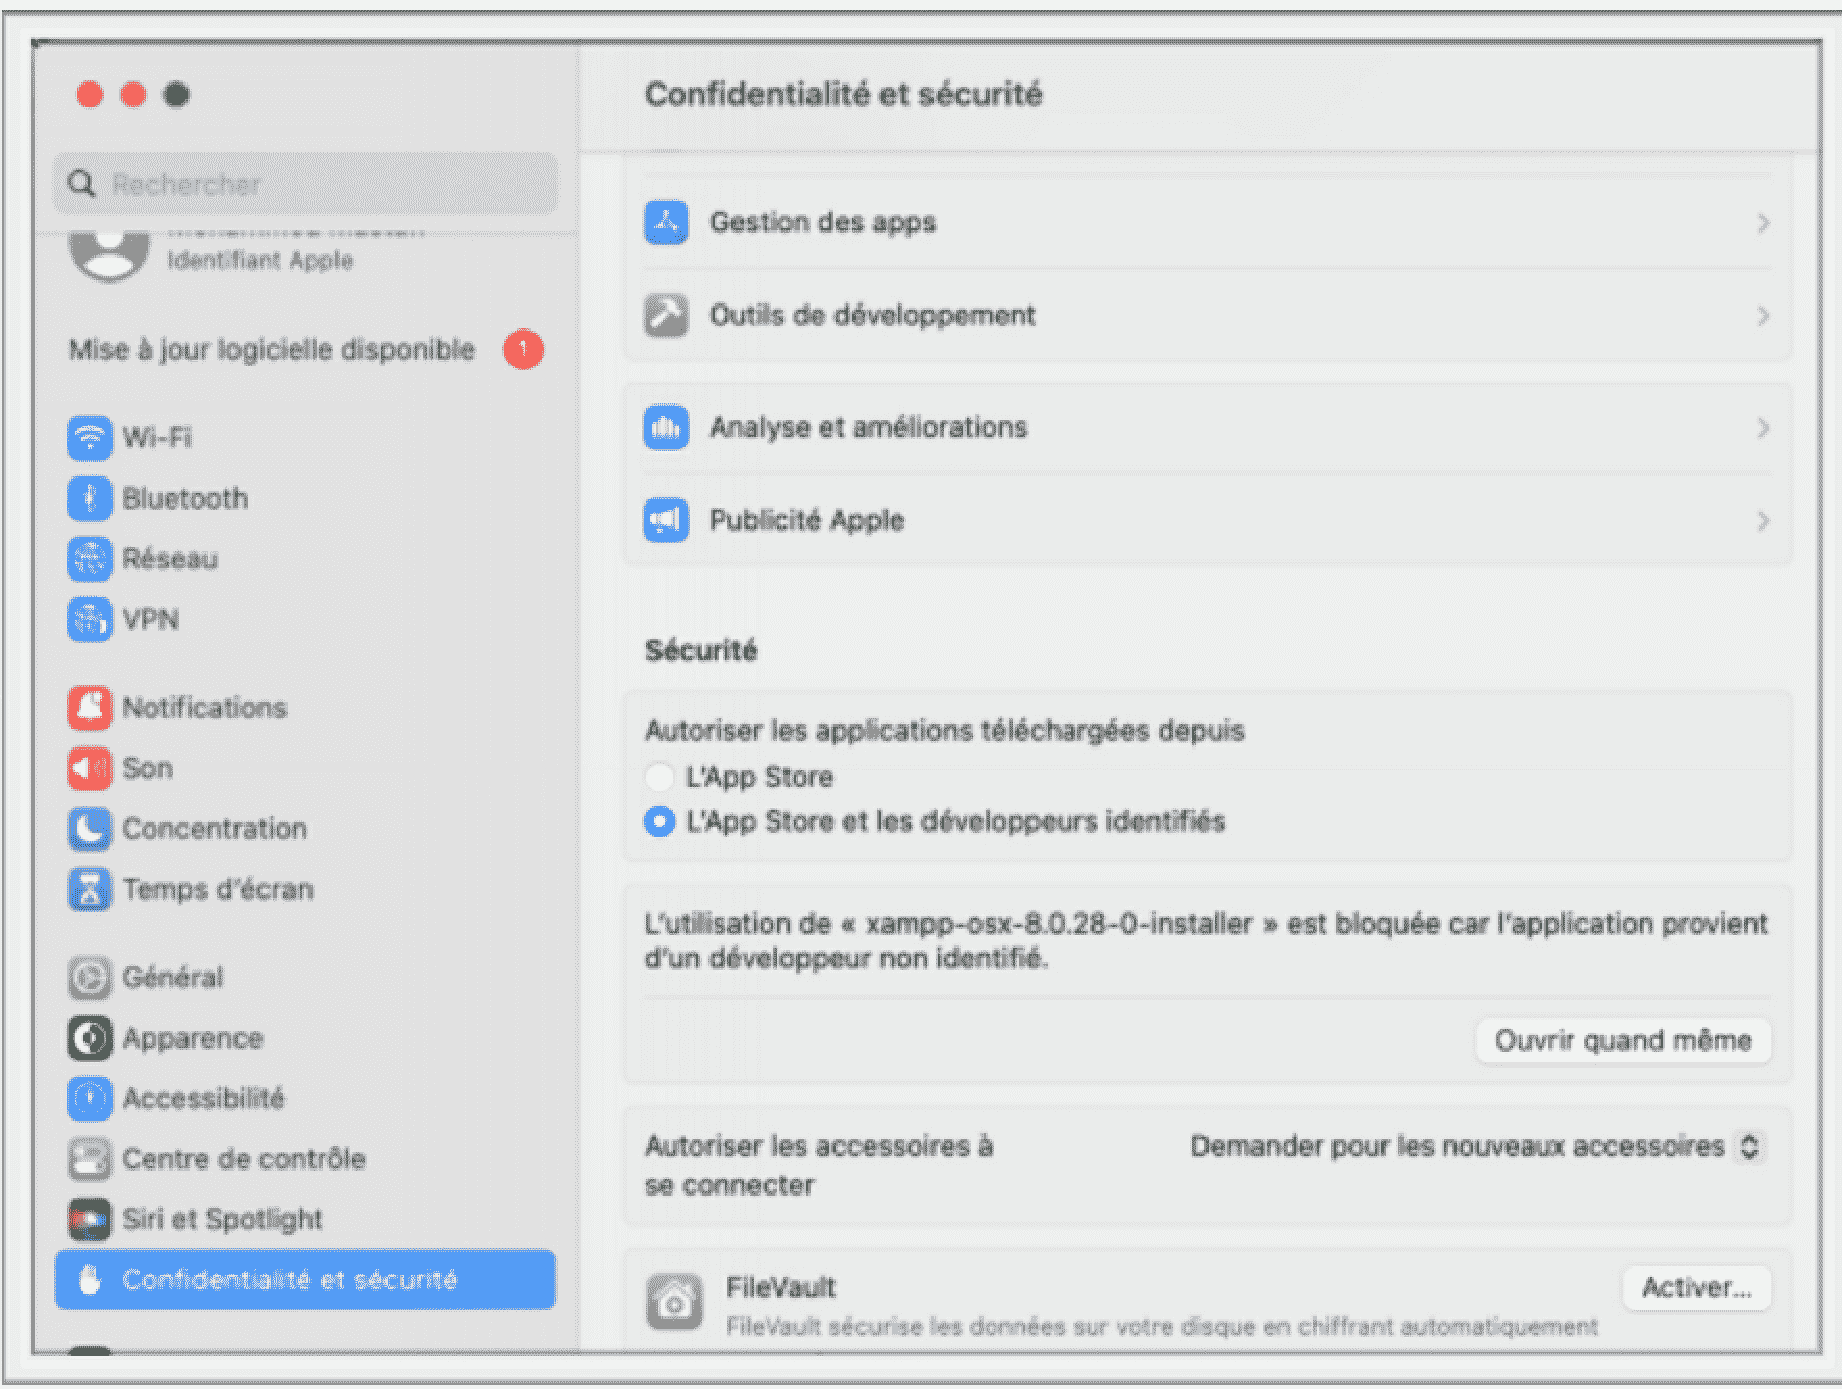 Confidentialité et sécurité
Rechercher
Identifiant Apple
Mise à jour logicielle disponible 1
Wi-Fi
Bluetooth
Réseau
VPN
Notifications
Son
Concentration
Temps d'écran
Général
Apparence
Accessibilité
Centre de contrôle
Siri et Spotlight
Confidentialité et sécurité
Gestion des apps
Outils de développement
Analyse et améliorations
Publicité Apple
Sécurité
Autoriser les applications téléchargées depuis
L'App Store
L'App Store et les développeurs identifiés
L'utilisation de « xampp-osx-8.0.28-0-installer » est bloquée car l'application provient
d'un développeur non identifié.
Ouvrir quand même
Autoriser les accessoires à
se connecter
Demander pour les nouveaux accessoires
FileVault
Activer...
FileVault sécurise les données sur votre disque en chiffrant automatiquement